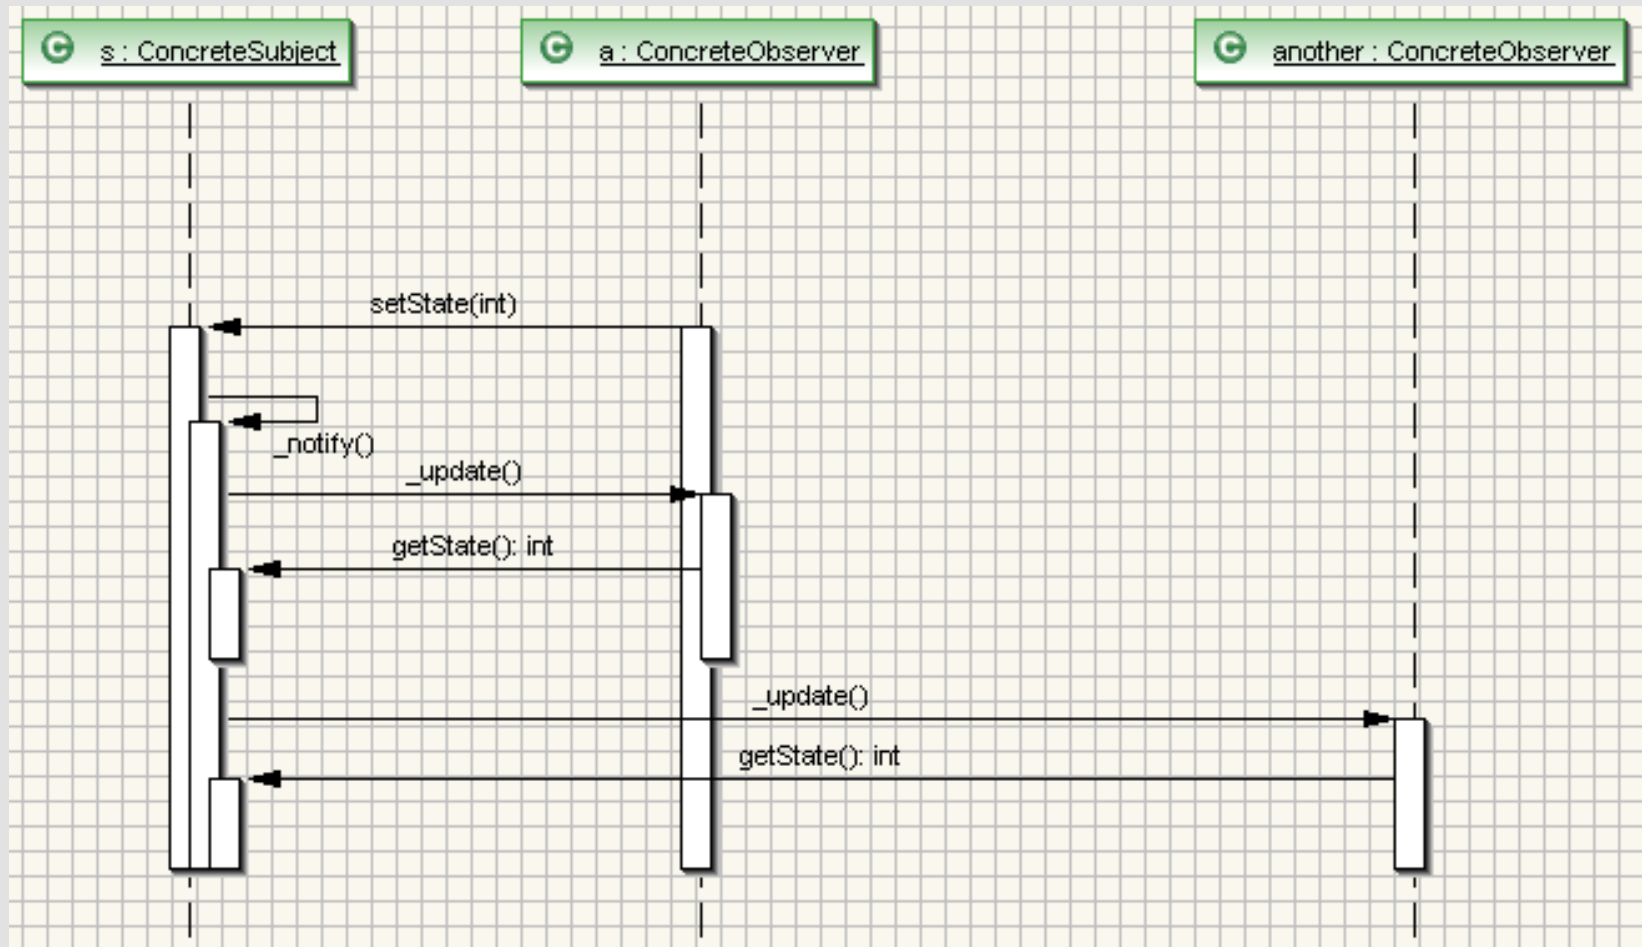 C s : ConcreteSubject
C a : ConcreteObserver
C another : ConcreteObserver
setState(int)
_notify()
_update()
getState(): int
_update()
getState(): int